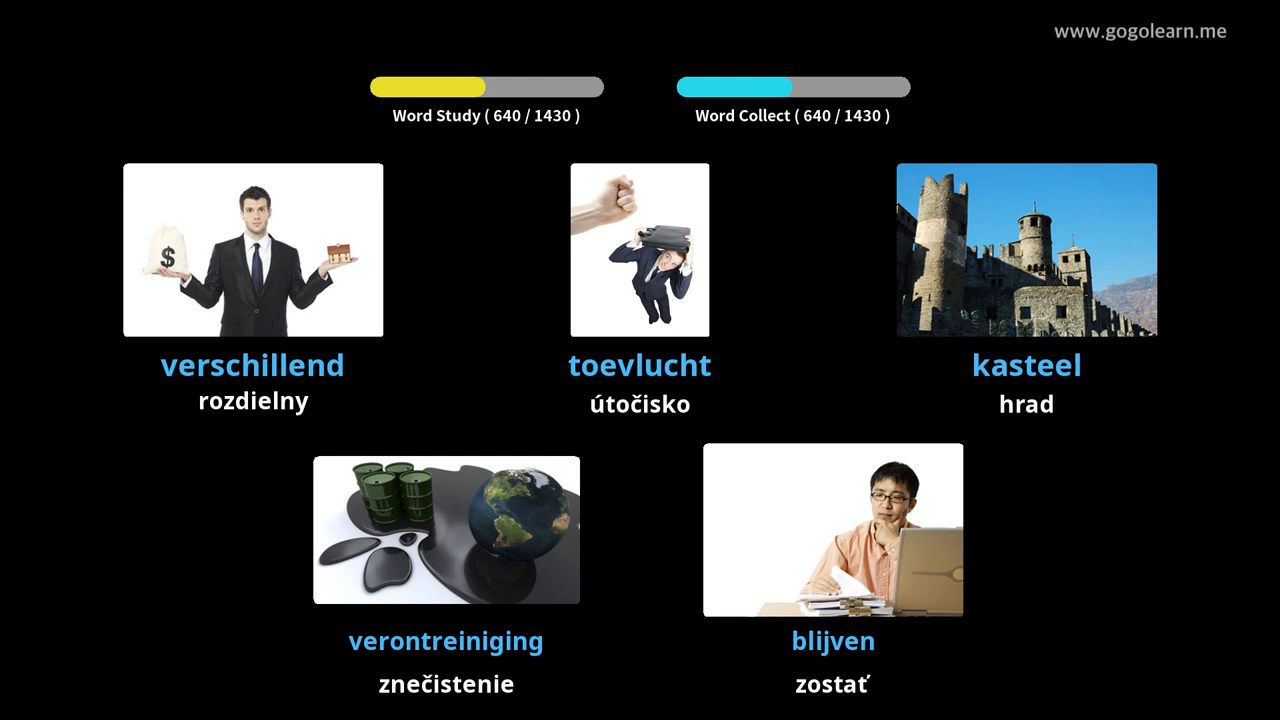 www.gogolearn.me
Word Study ( 640 / 1430 )
Word Collect ( 640 / 1430 )
$
verschillend
rozdielny
toevlucht
útočisko
kasteel
hrad
verontreiniging
znečistenie
blijven
zostať